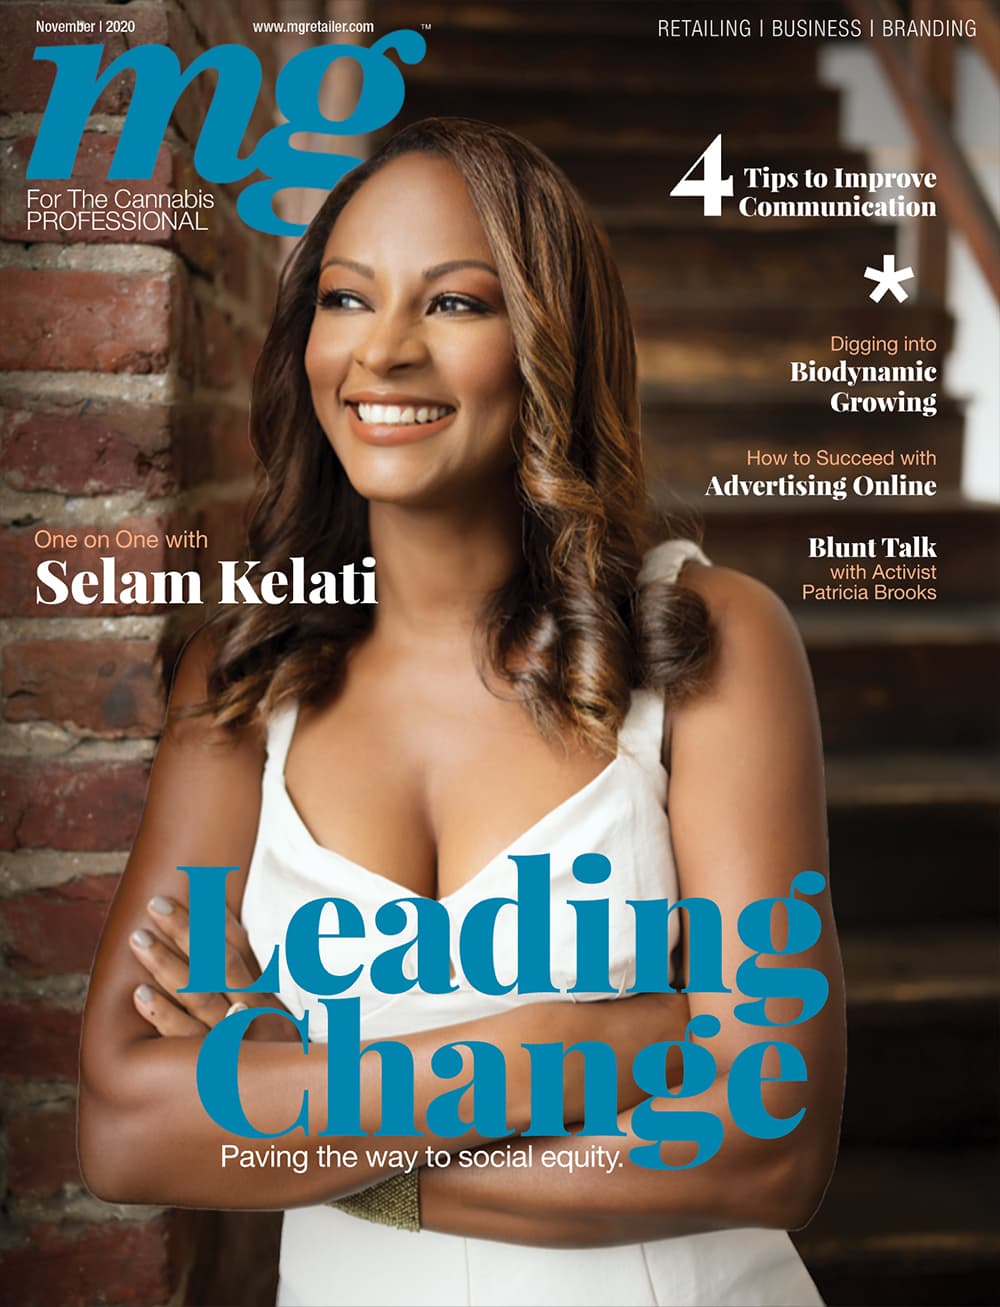 November | 2020
www.mgretailer.com
RETAILING | BUSINESS | BRANDING
mg™
For The Cannabis
PROFESSIONAL
4 Tips to Improve
Communication
*
Digging into
Biodynamic
Growing
How to Succeed with
Advertising Online
Blunt Talk
with Activist
Patricia Brooks
One on One with
Selam Kelati
Leading
Change
Paving the way to social equity.